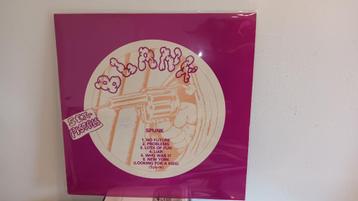 BLANK
SEX
PISTOLS
SPUNK
1. NO FUTURE
2. PROBLEMS
3. LOTS OF FUN
4. LIAR
5. WHO WAS IT
6. NEW YORK
(LOOKING FOR A KISS)